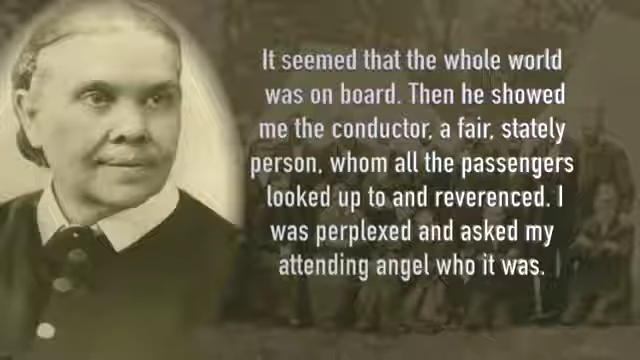 It seemed that the whole world
was on board. Then he showed
me the conductor, a fair, stately
person, whom all the passengers
looked up to and reverenced. I
was perplexed and asked my
attending angel who it was.